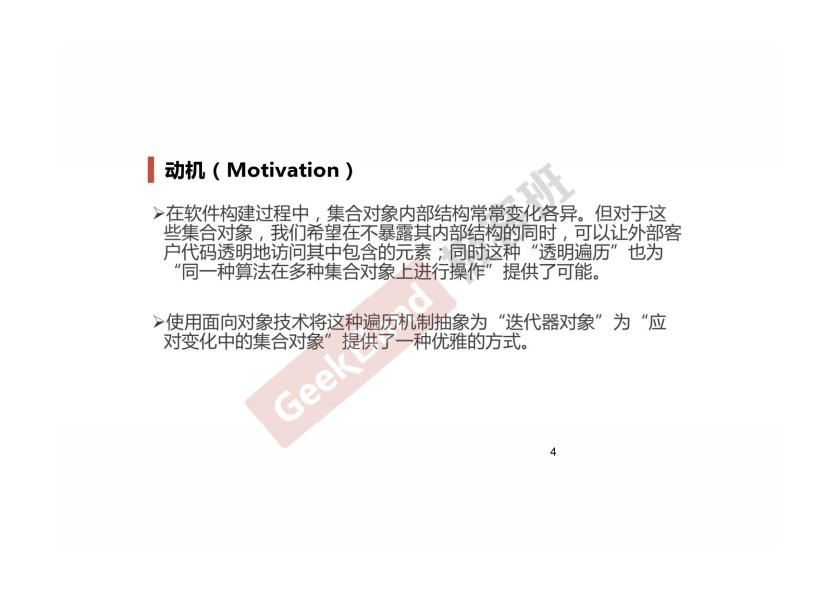 动机（Motivation）
➢在软件构建过程中，集合对象内部结构常常变化各异。但对于这
些集合对象，我们希望在不暴露其内部结构的同时，可以让外部客
户代码透明地访问其中包含的元素；同时这种“透明遍历”也为
“同一种算法在多种集合对象上进行操作”提供了可能。
➢使用面向对象技术将这种遍历机制抽象为“迭代器对象”为“应
对变化中的集合对象”提供了一种优雅的方式。
GeekBand
班
4